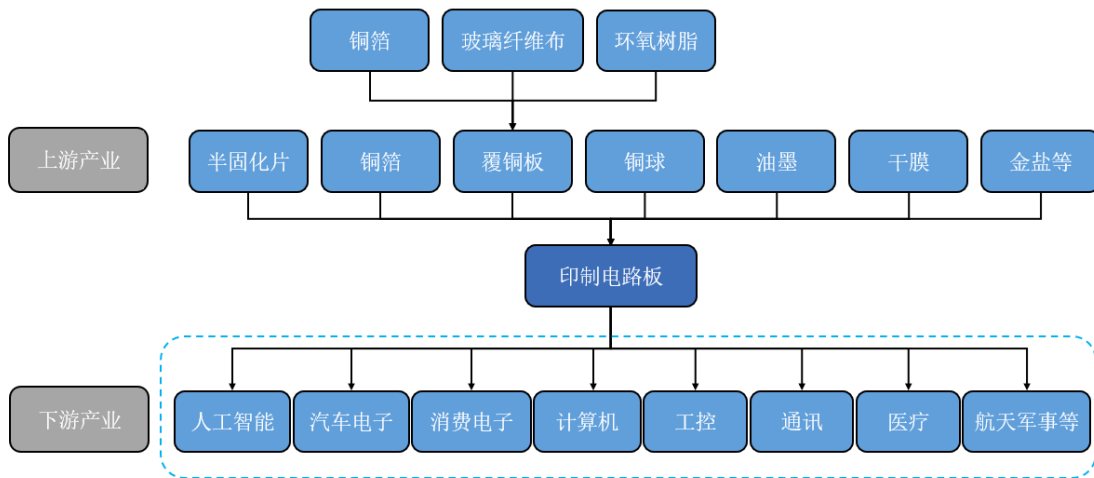 铜箔
玻璃纤维布
环氧树脂
上游产业
半固化片
铜箔
覆铜板
铜球
油墨
干膜
金盐等
印制电路板
下游产业
人工智能
汽车电子
消费电子
计算机
工控
通讯
医疗
航天军事等